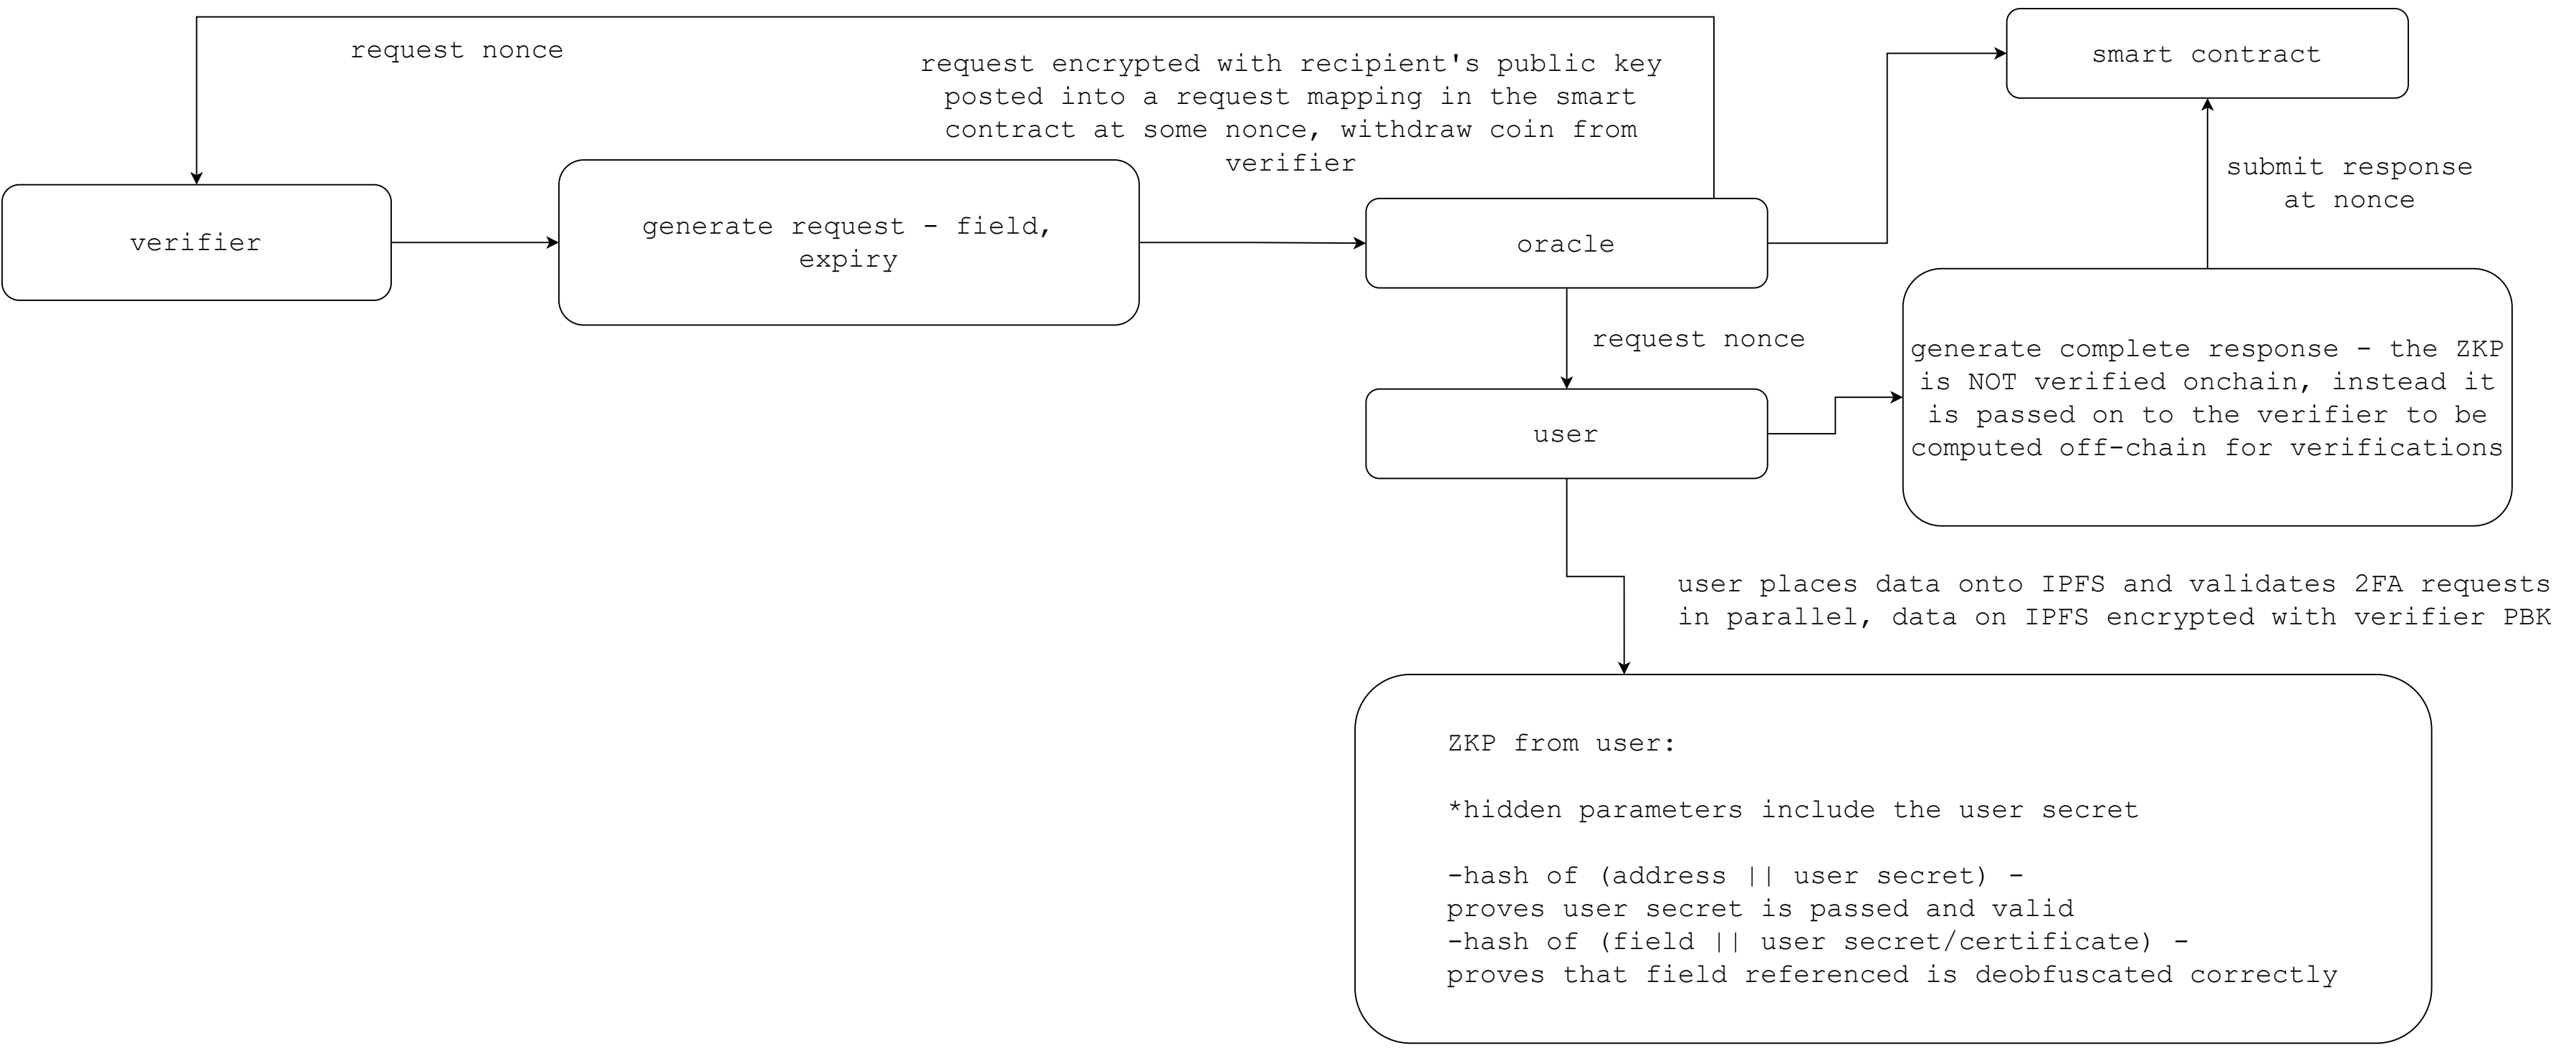 request nonce
request encrypted with recipient's public key
posted into a request mapping in the smart
contract at some nonce, withdraw coin from
verifier
smart contract
submit response
at nonce
verifier
generate request - field,
expiry
oracle
request nonce
user
generate complete response - the ZKP
is NOT verified onchain, instead it
is passed on to the verifier to be
computed off-chain for verifications
user places data onto IPFS and validates 2FA requests
in parallel, data on IPFS encrypted with verifier PBK
ZKP from user:
*hidden parameters include the user secret
-hash of (address || user secret) -
proves user secret is passed and valid
-hash of (field || user secret/certificate) -
proves that field referenced is deobfuscated correctly